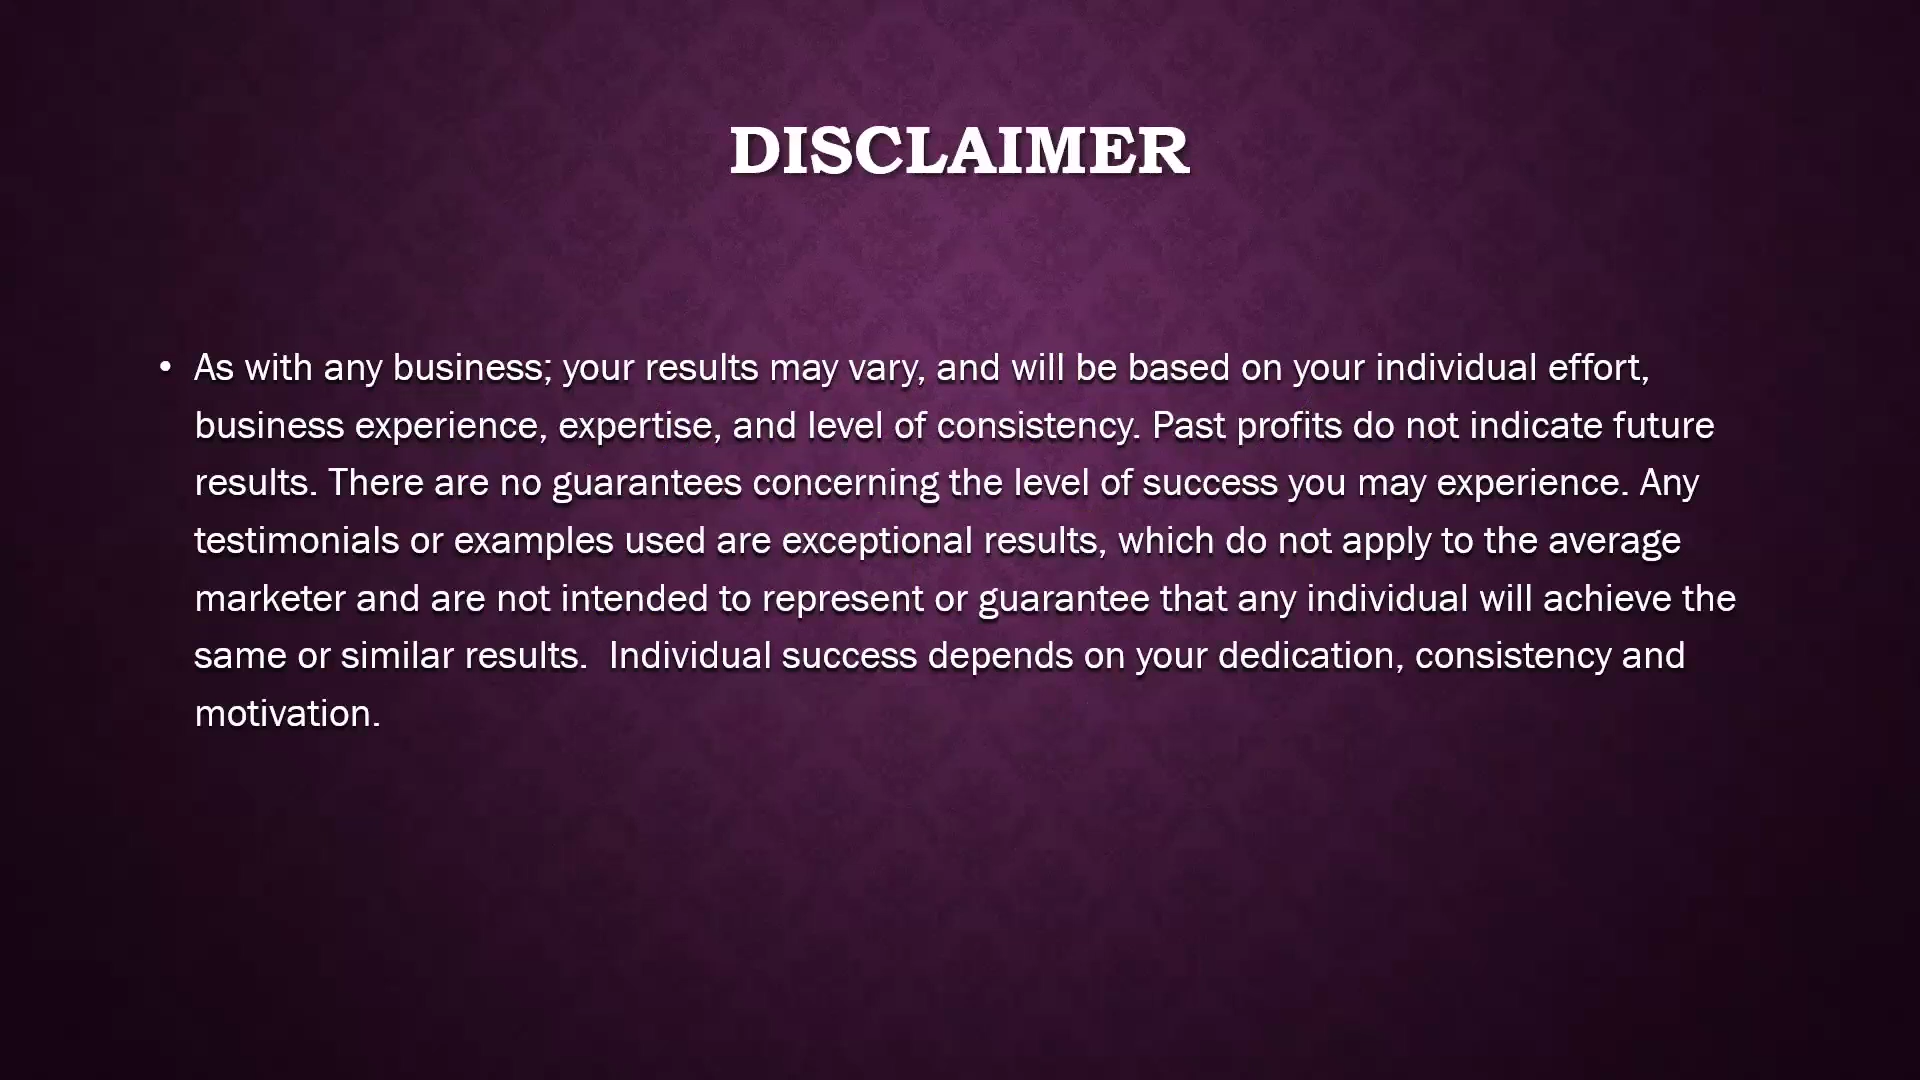 DISCLAIMER
• As with any business; your results may vary, and will be based on your individual effort,
business experience, expertise, and level of consistency. Past profits do not indicate future
results. There are no guarantees concerning the level of success you may experience. Any
testimonials or examples used are exceptional results, which do not apply to the average
marketer and are not intended to represent or guarantee that any individual will achieve the
same or similar results.  Individual success depends on your dedication, consistency and
motivation.